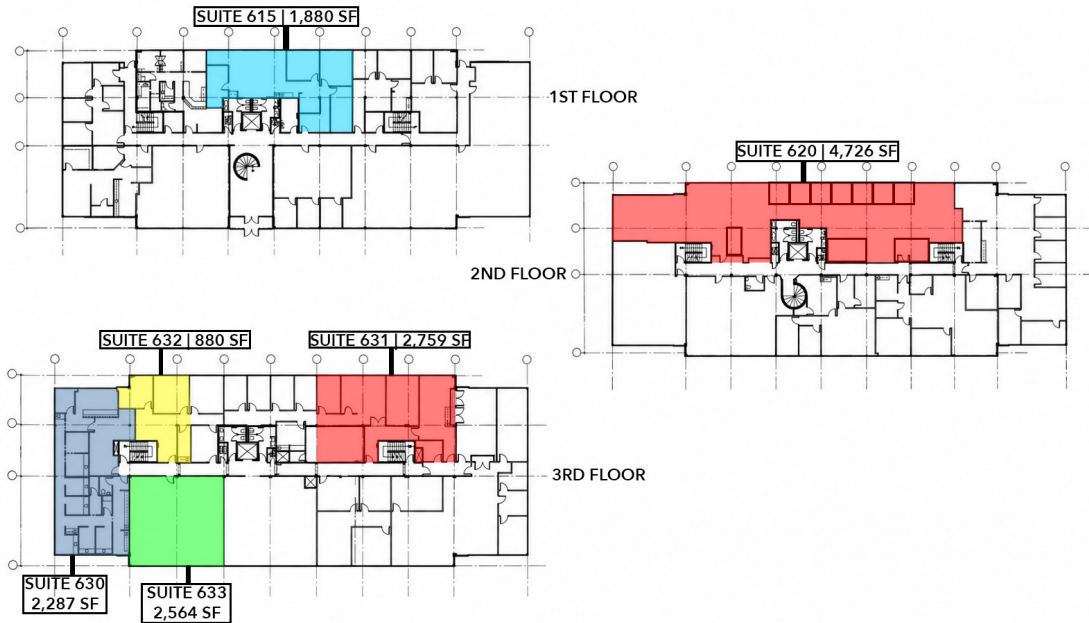 SUITE 615 | 1,880 SF
1ST FLOOR
SUITE 620 | 4,726 SF
2ND FLOOR
SUITE 632 | 880 SF
SUITE 631 | 2,759 SF
3RD FLOOR
SUITE 630
2,287 SF
SUITE 633
2,564 SF